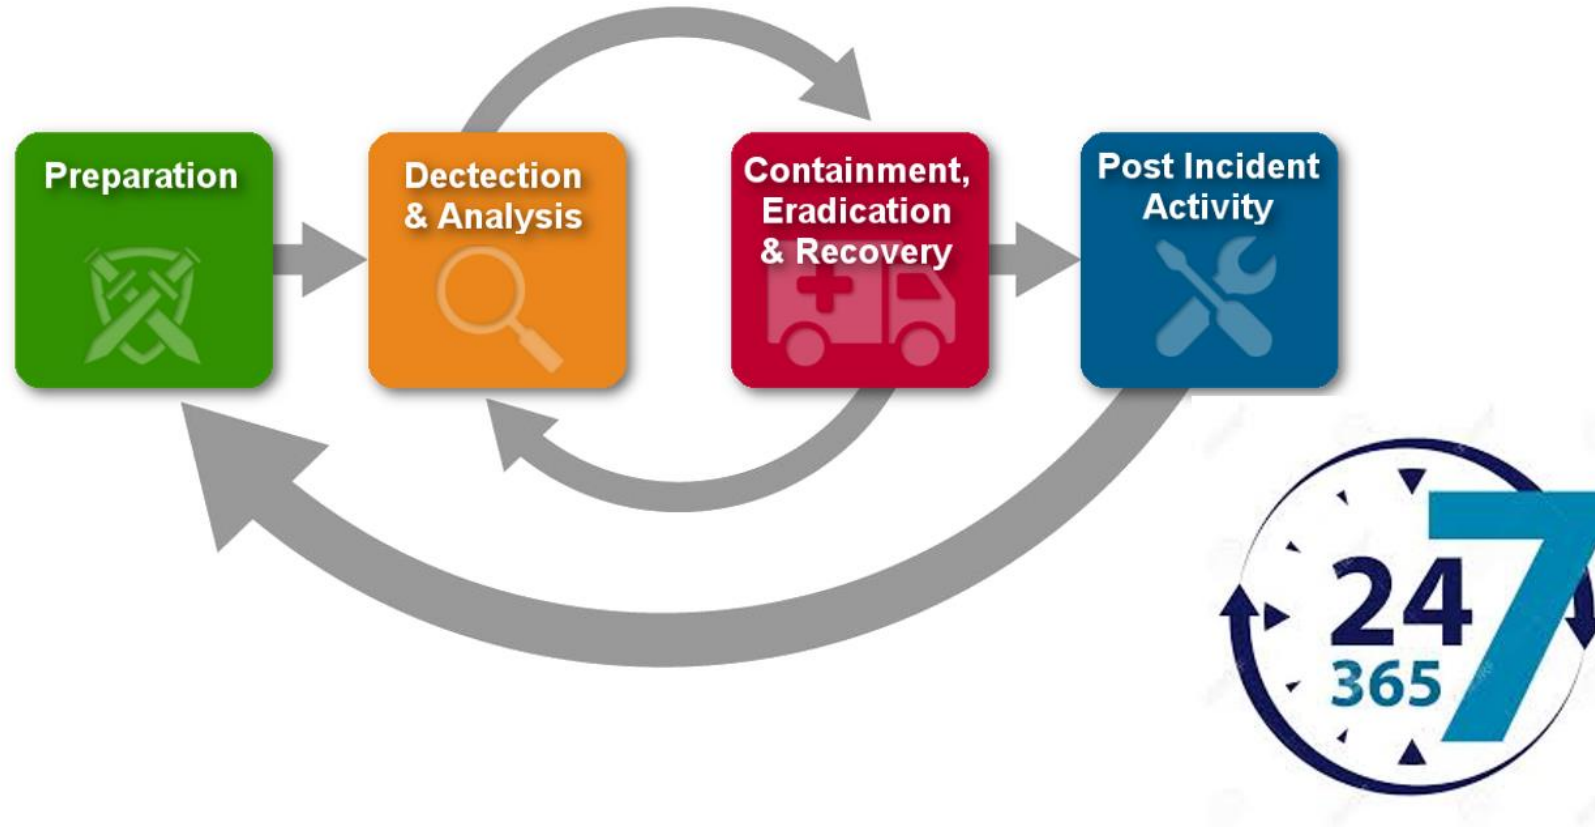 Preparation
Dectection
& Analysis
Containment,
Eradication
& Recovery
Post Incident
Activity
24
7
365